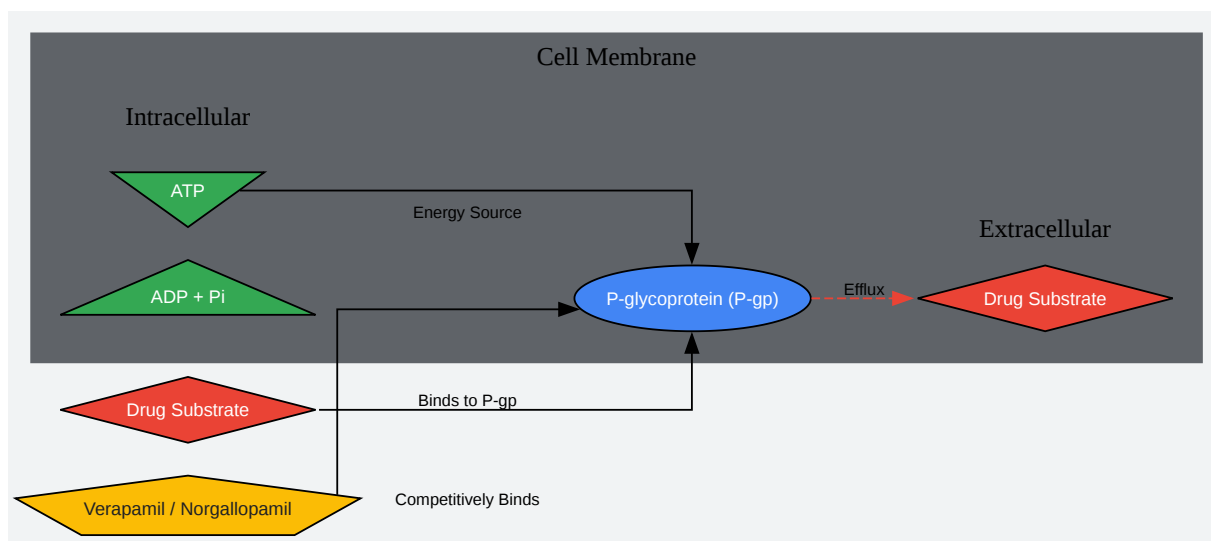 Cell Membrane
Intracellular
ATP
Energy Source
Extracellular
ADP + Pi
P-glycoprotein (P-gp)
Efflux
Drug Substrate
Drug Substrate
Binds to P-gp
Verapamil / Norgallopamil
Competitively Binds